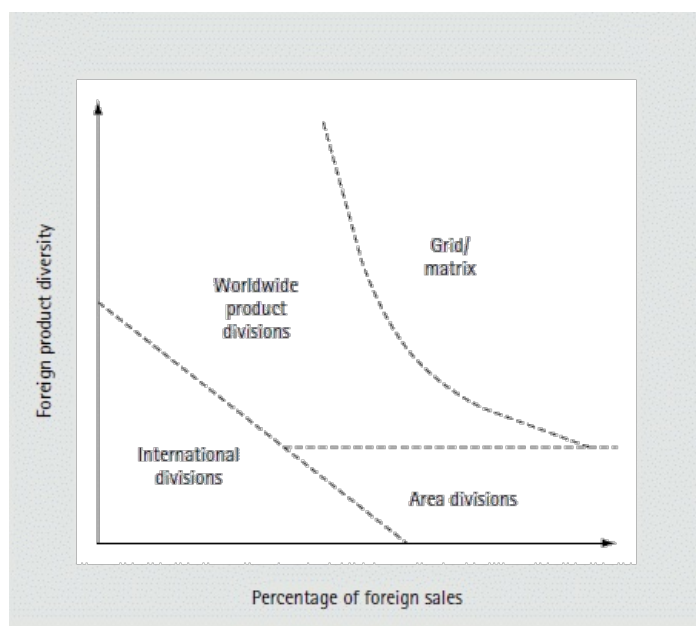 Foreign product diversity
Grid/
matrix
Worldwide
product
divisions
International
divisions
Area divisions
Percentage of foreign sales